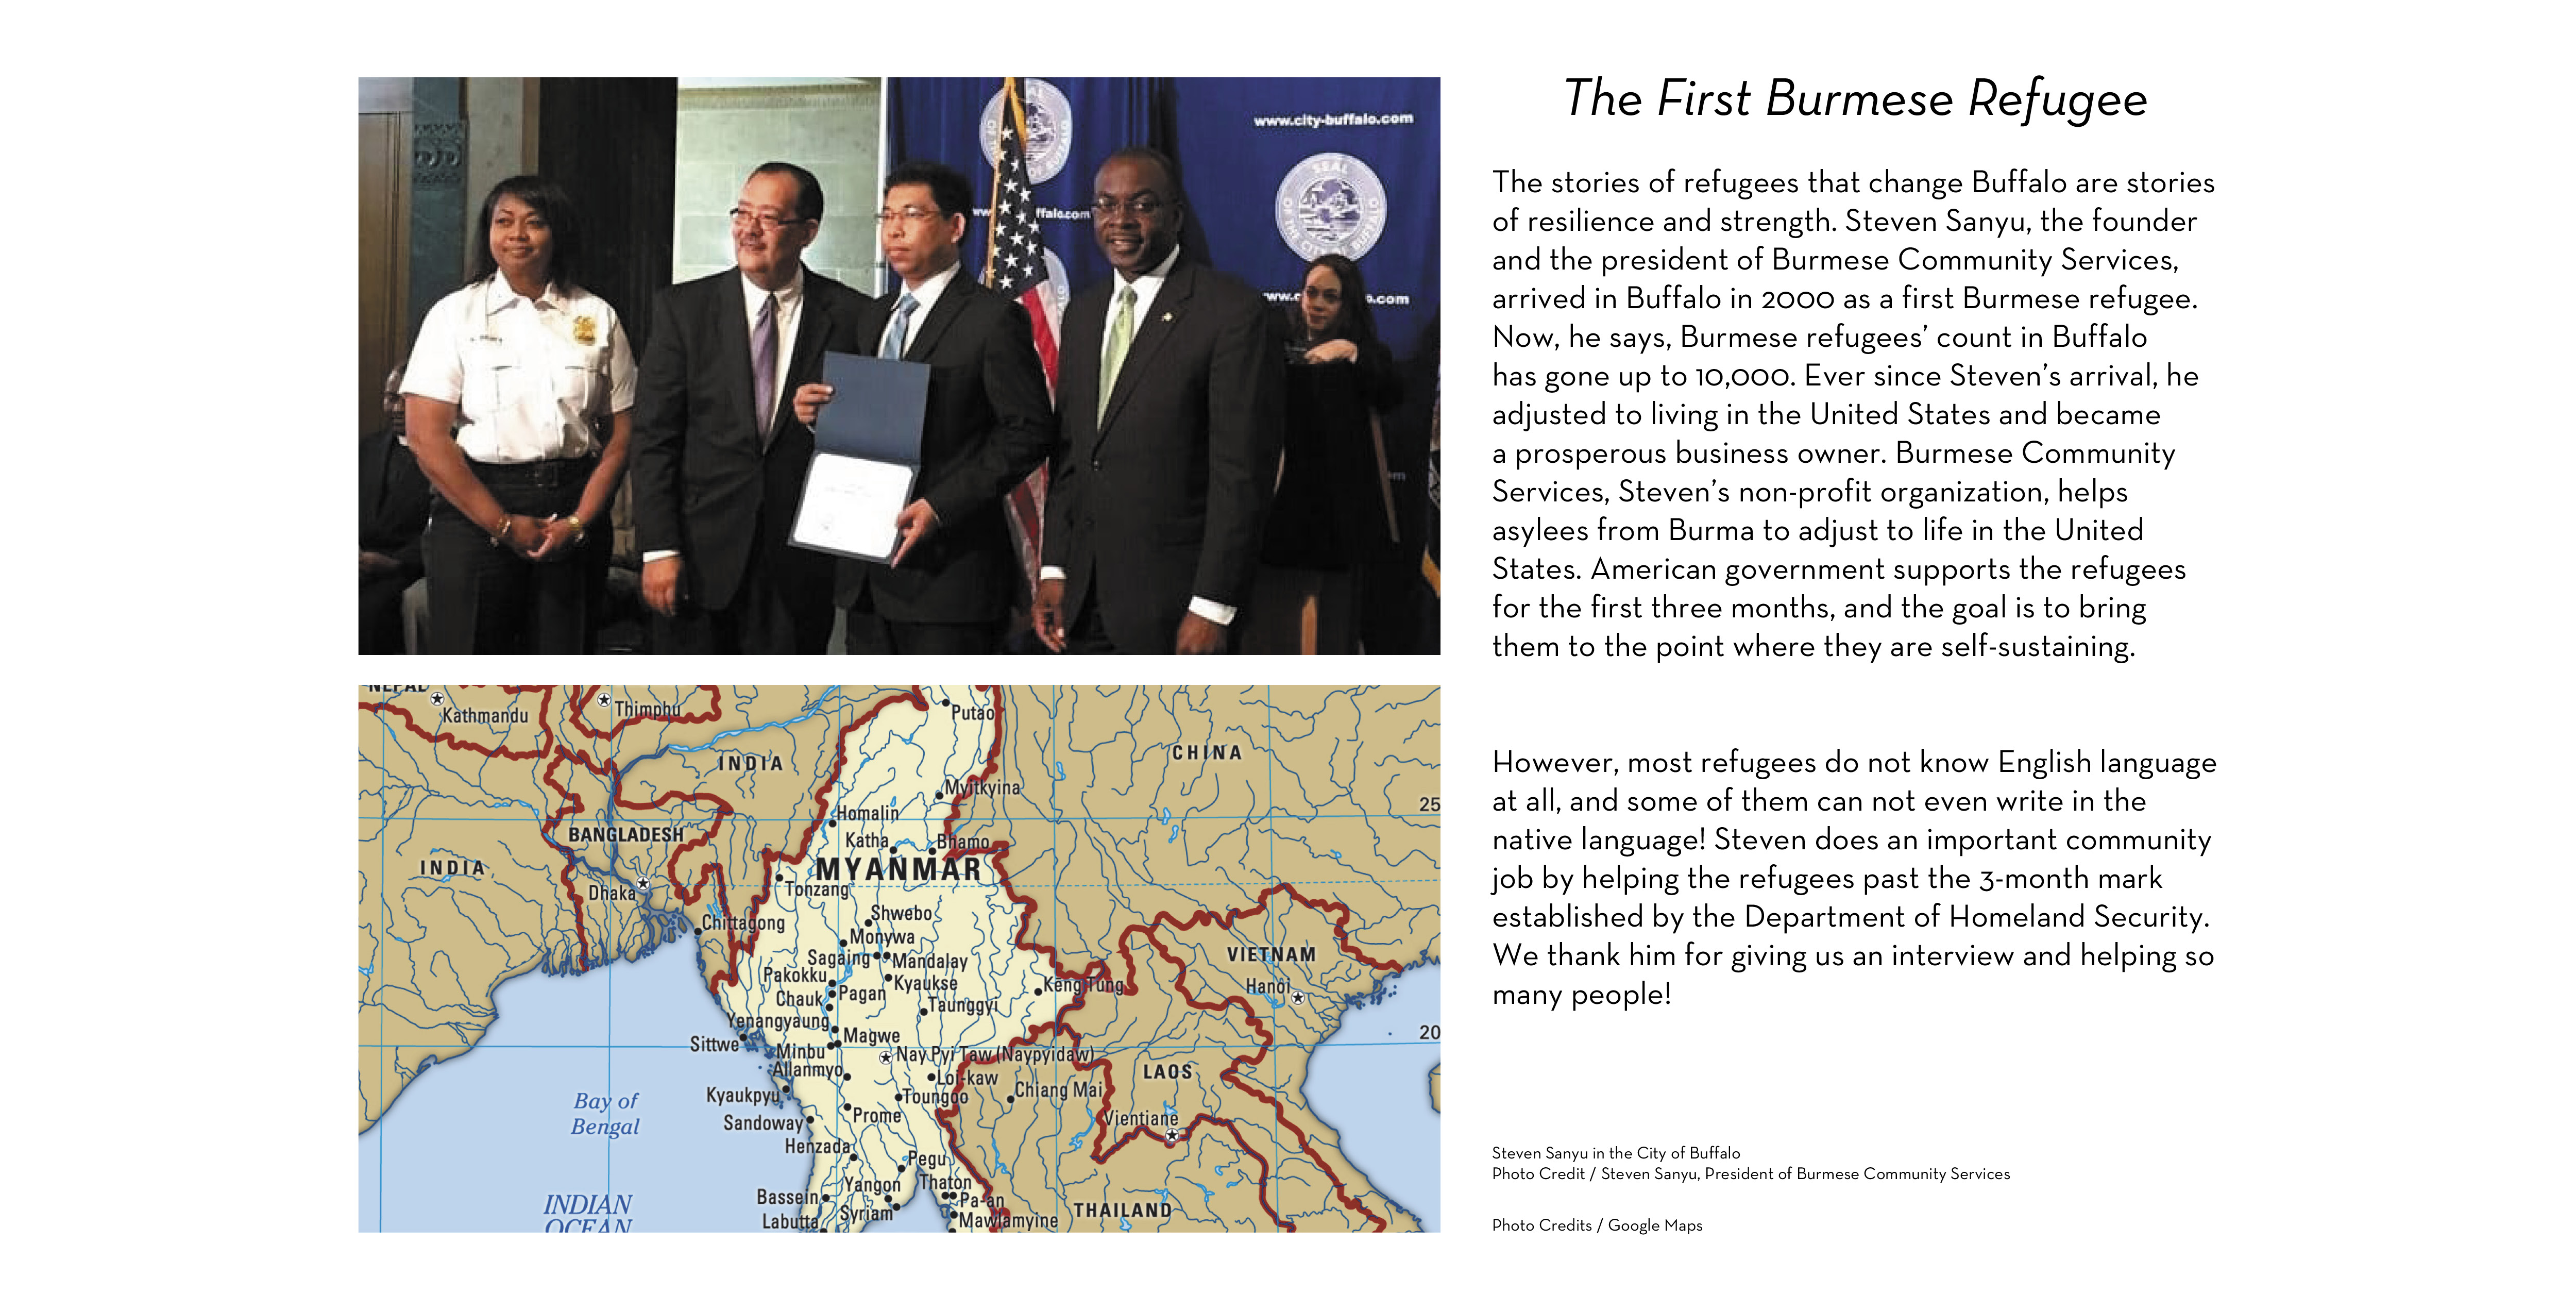 The First Burmese Refugee
The stories of refugees that change Buffalo are stories
of resilience and strength. Steven Sanyu, the founder
and the president of Burmese Community Services,
arrived in Buffalo in 2000 as a first Burmese refugee.
Now, he says, Burmese refugees’ count in Buffalo
has gone up to 10,000. Ever since Steven’s arrival, he
adjusted to living in the United States and became
a prosperous business owner. Burmese Community
Services, Steven’s non-profit organization, helps
asylees from Burma to adjust to life in the United
States. American government supports the refugees
for the first three months, and the goal is to bring
them to the point where they are self-sustaining.
However, most refugees do not know English language
at all, and some of them can not even write in the
native language! Steven does an important community
job by helping the refugees past the 3-month mark
established by the Department of Homeland Security.
We thank him for giving us an interview and helping so
many people!
Steven Sanyu in the City of Buffalo
Photo Credit / Steven Sanyu, President of Burmese Community Services
Photo Credits / Google Maps
www.city-buffalo.com
SEAL OF THE CITY BUFFALO
ffalo.com
www.c
o.com
NEPAL
Kathmandu
Thimphu
Putao
INDIA
CHINA
Myitkyina
25
Homalin
BANGLADESH
Katha
Bhamo
INDIA
MYANMAR
Tonzang
Dhaka
Chittagong
Shwebo
Monywa
VIETNAM
Sagaing
Mandalay
Pakokku
Kyaukse
Keng Tung
Hanoi
Chauk
Pagan
Taunggyi
Yenangyaung
Magwe
20
Sittwe
Minbu
Nay Pyi Taw (Naypyidaw)
Allanmyo
Loi-kaw
LAOS
Kyaukpyu
Toungoo
Chiang Mai
Bay of
Bengal
Prome
Vientiane
Sandoway
Henzada
Pegu
Yangon
Thaton
Bassein
Pa-an
INDIAN
OCEAN
Syriam
Labutta
Mawlamyine
THAILAND